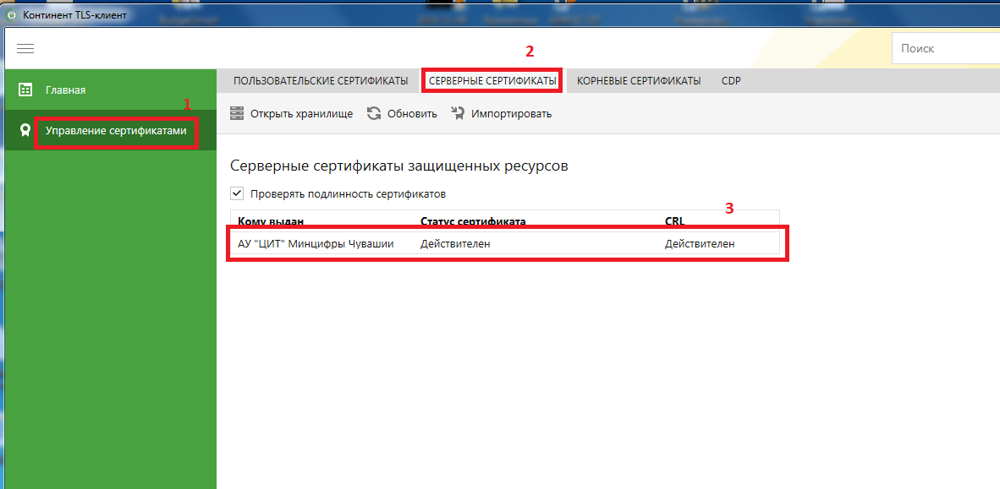 Континент TLS-клиент
2
Поиск
Главная
ПОЛЬЗОВАТЕЛЬСКИЕ СЕРТИФИКАТЫ СЕРВЕРНЫЕ СЕРТИФИКАТЫ КОРНЕВЫЕ СЕРТИФИКАТЫ CDP
1
Управление сертификатами
Открыть хранилище Обновить Импортировать
Серверные сертификаты защищенных ресурсов
Проверять подлинность сертификатов
3
Кому выдан Статус сертификата CRL
АУ "ЦИТ" Минцифры Чувашии Действителен Действителен